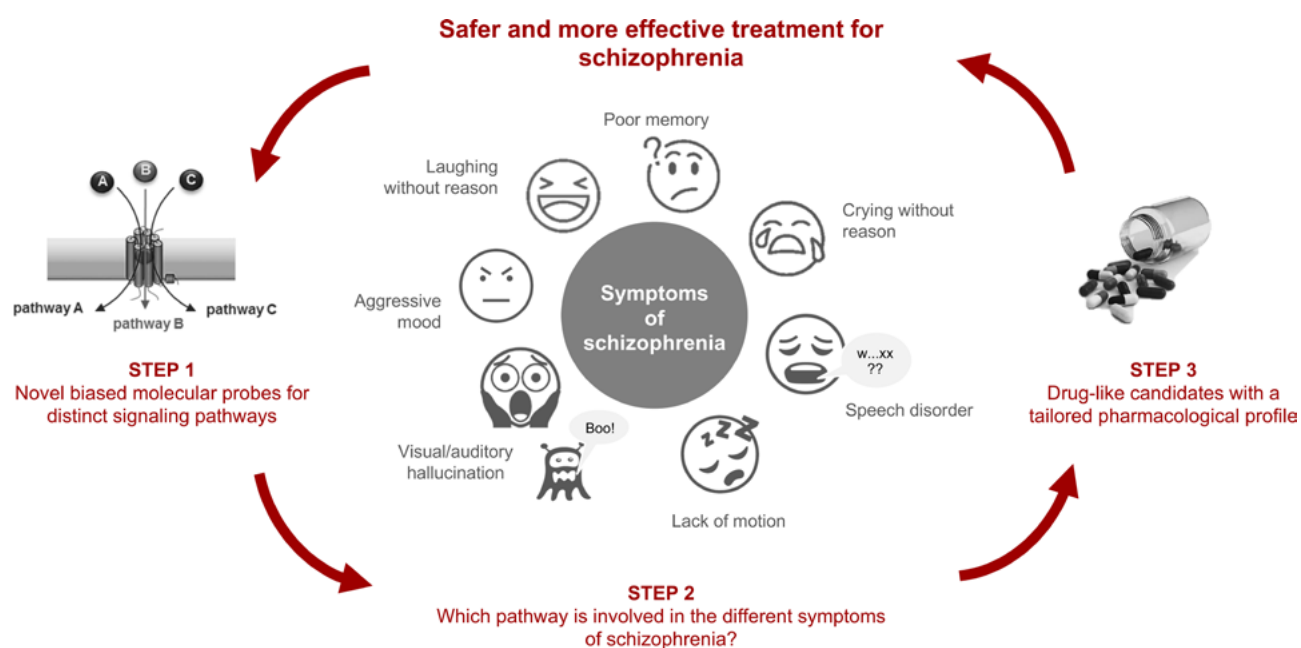 Safer and more effective treatment for
schizophrenia
Poor memory
?
Laughing
without reason
Crying without
reason
A
B
C
pathway A
pathway B
pathway C
Aggressive
mood
Symptoms
of
schizophrenia
w...xx
??
Speech disorder
STEP 1
Novel biased molecular probes for
distinct signaling pathways
STEP 3
Drug-like candidates with a
tailored pharmacological profile
Boo!
Visual/auditory
hallucination
zzZZ
Lack of motion
STEP 2
Which pathway is involved in the different symptoms
of schizophrenia?